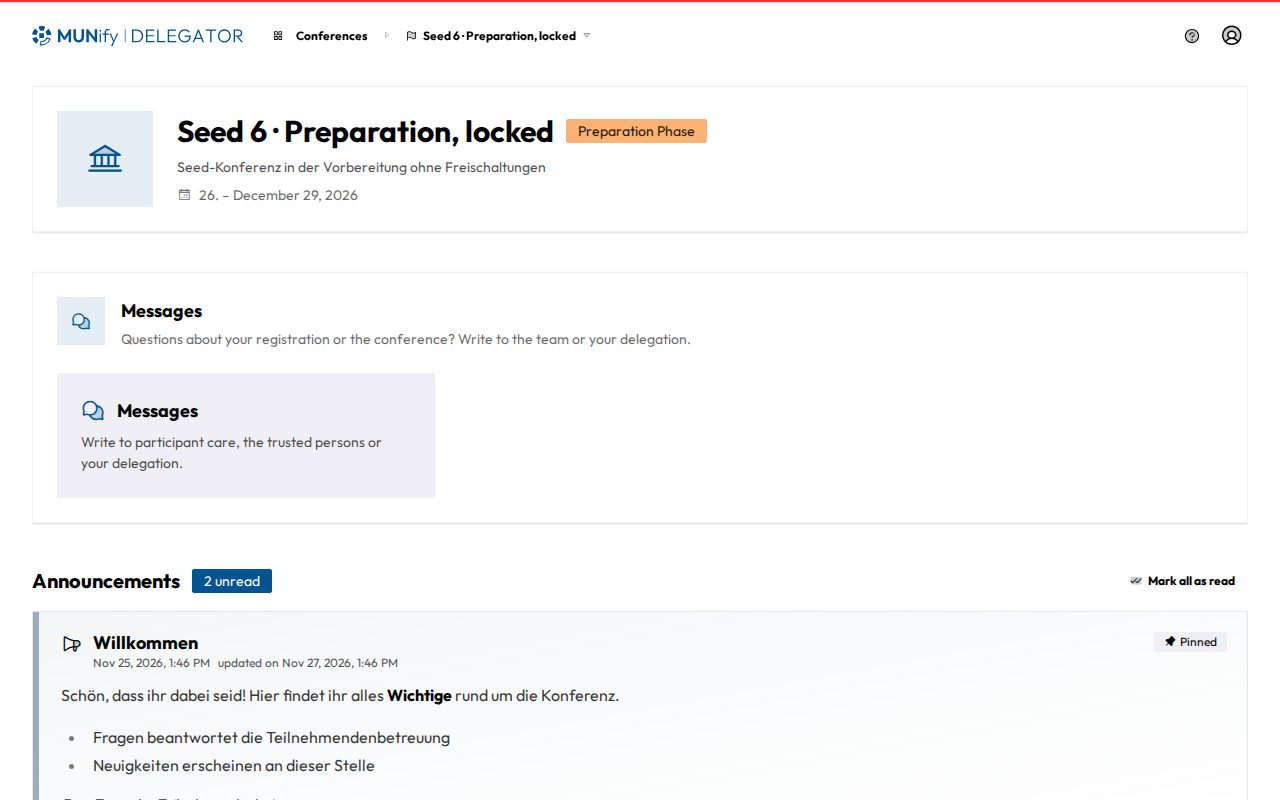 MUNify | DELEGATOR
Conferences
Seed 6 · Preparation, locked
Seed 6 · Preparation, locked
Preparation Phase
Seed-Konferenz in der Vorbereitung ohne Freischaltungen
26. – December 29, 2026
Messages
Questions about your registration or the conference? Write to the team or your delegation.
Messages
Write to participant care, the trusted persons or
your delegation.
Announcements
2 unread
Mark all as read
Willkommen
Pinned
Nov 25, 2026, 1:46 PM updated on Nov 27, 2026, 1:46 PM
Schön, dass ihr dabei seid! Hier findet ihr alles Wichtige rund um die Konferenz.
Fragen beantwortet die Teilnehmendenbetreuung
Neuigkeiten erscheinen an dieser Stelle